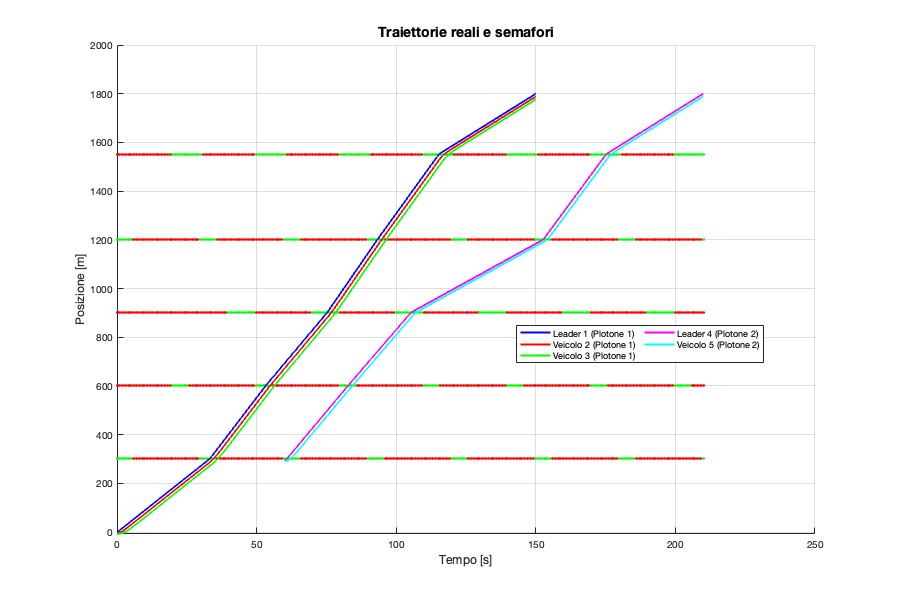 Traiettorie reali e semafori
2000
1800
1600
1400
1200
1000
800
600
400
200
0
Posizione [m]
Leader 1 (Plotone 1)
Veicolo 2 (Plotone 1)
Veicolo 3 (Plotone 1)
Leader 4 (Plotone 2)
Veicolo 5 (Plotone 2)
0 50 100 150 200 250
Tempo [s]